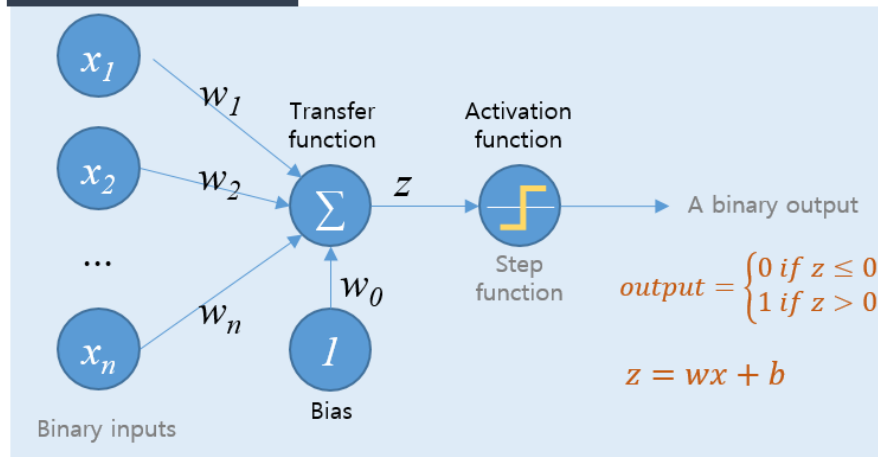 x1
w1
Transfer
function
Activation
function
x2
w2
∑
z
A binary output
...
Step
function
output = {0 if z ≤ 0
1 if z > 0
w0
wn
xn
1
z = wx + b
Bias
Binary inputs